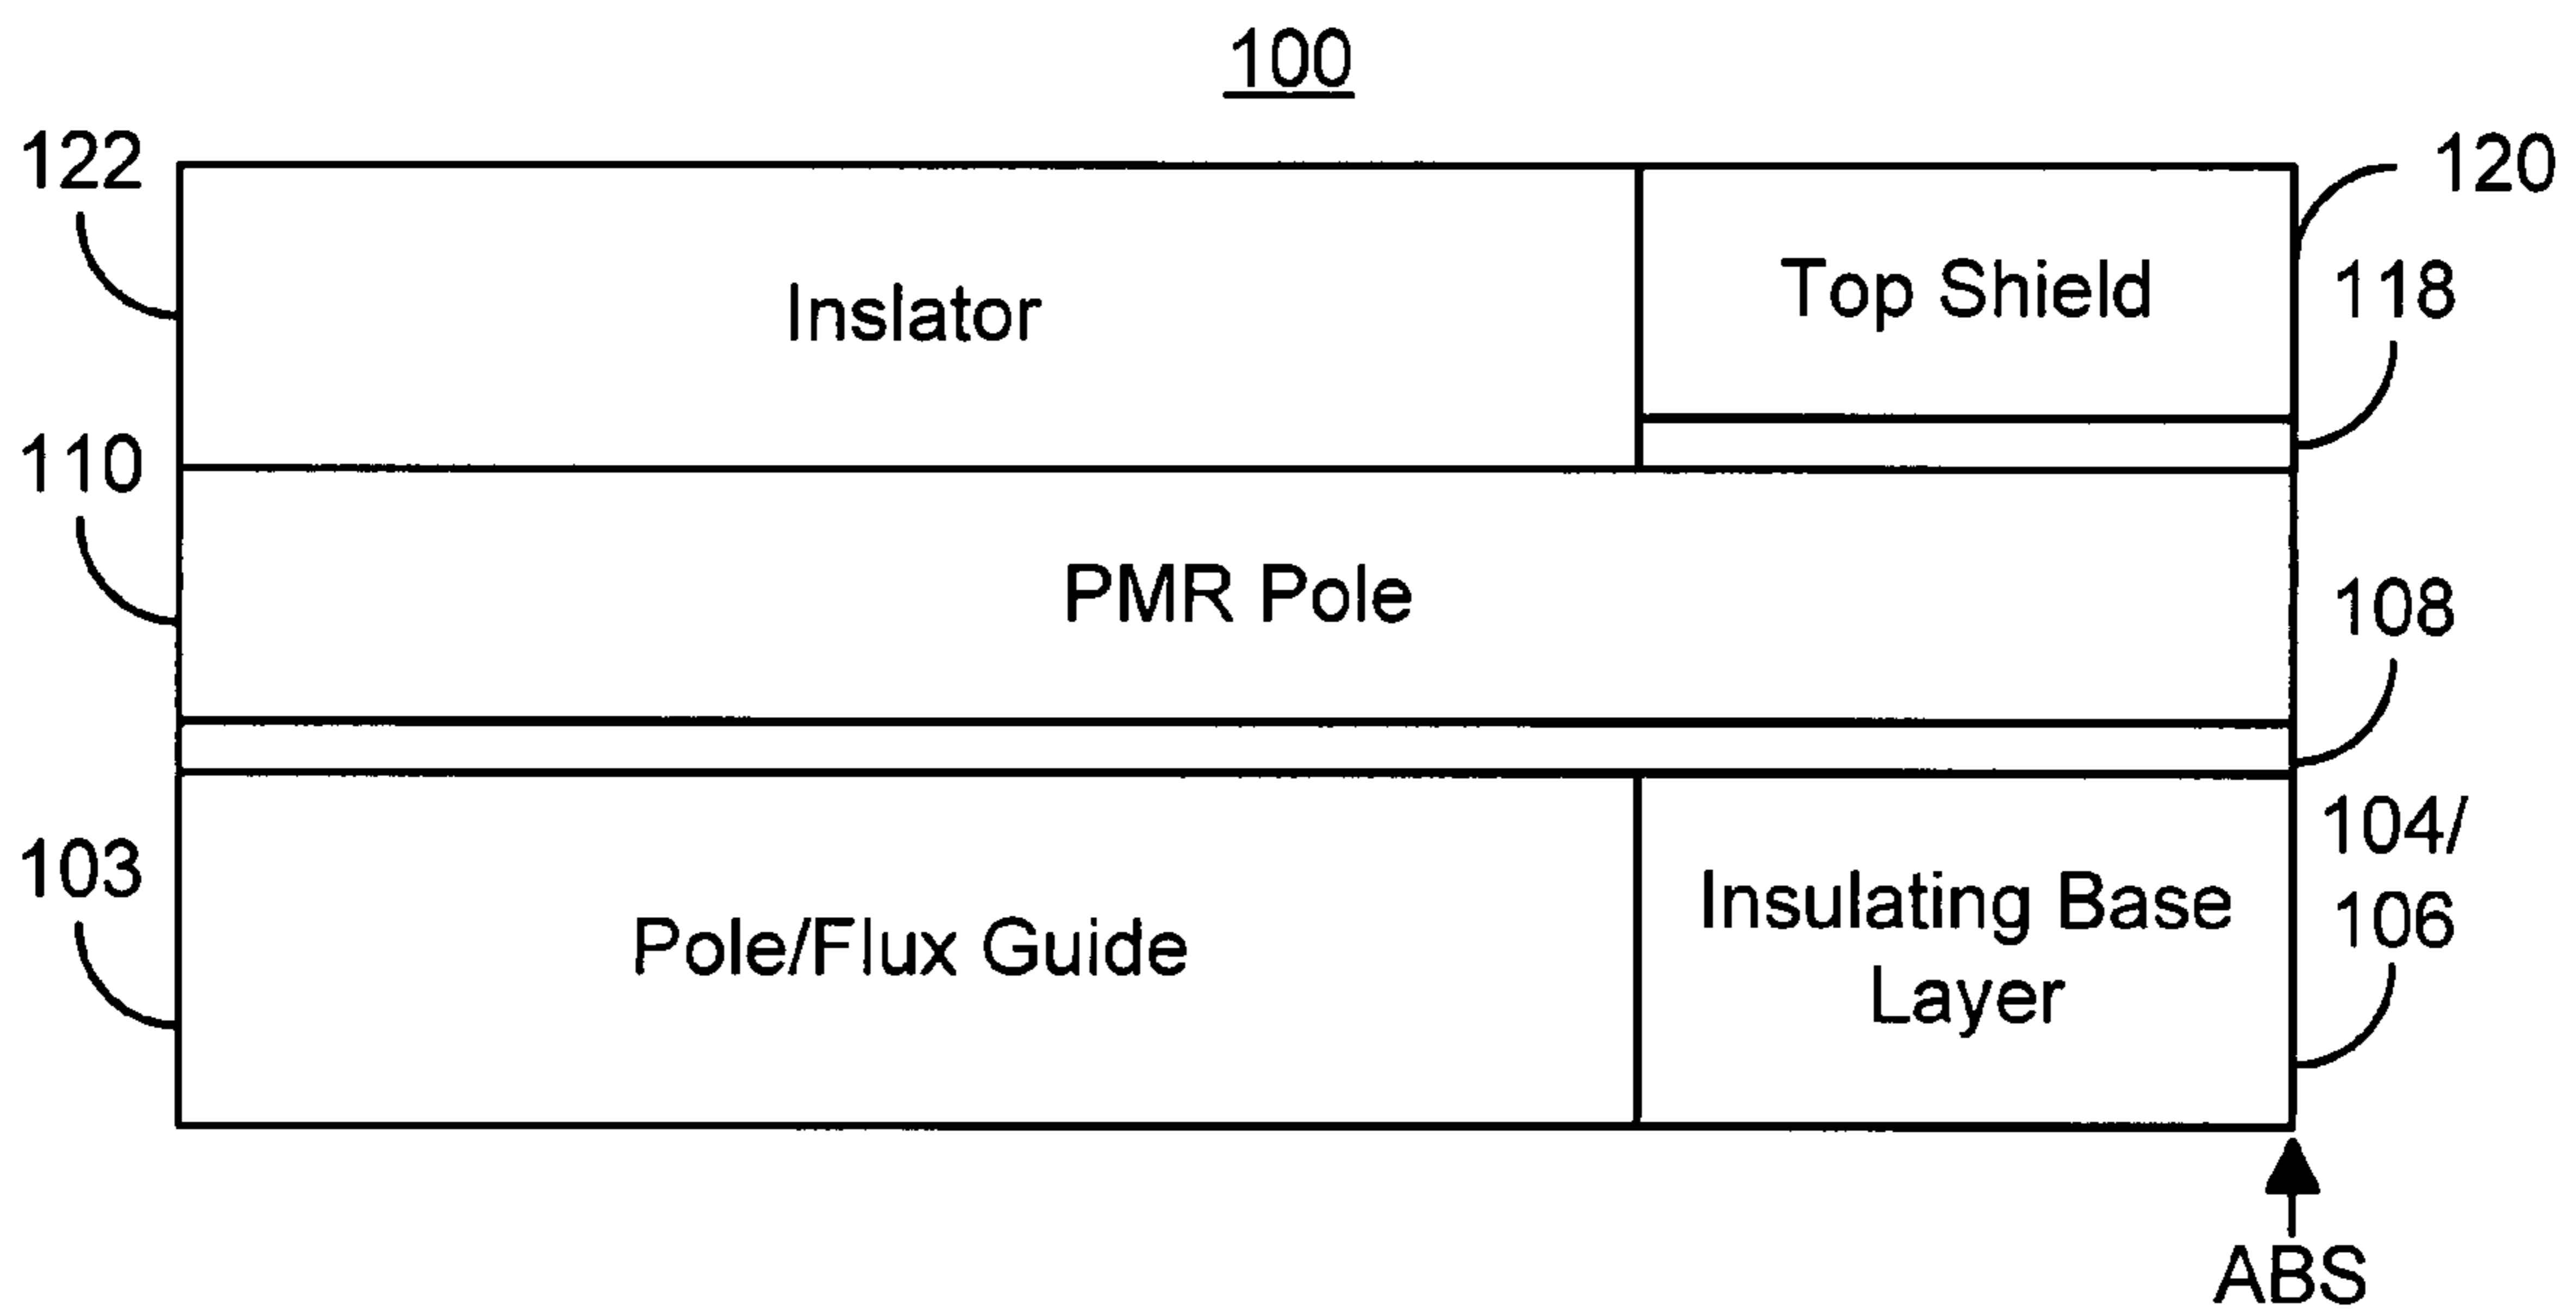 100
122
120
Inslator
Top Shield
118
110
PMR Pole
108
103
104/
106
Pole/Flux Guide
Insulating Base
Layer
ABS